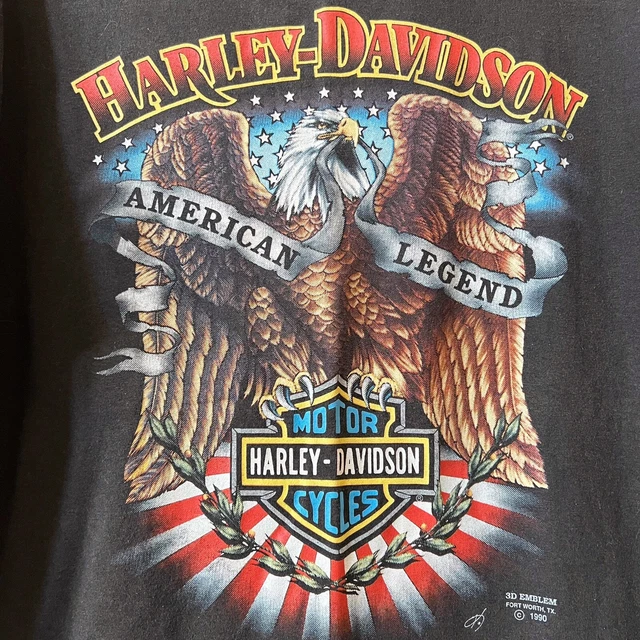 HARLEY-DAVIDSON
®
AMERICAN
LEGEND
MOTOR
HARLEY-DAVIDSON
CYCLES
®
3D EMBLEM
FORT WORTH, TX.
© 1990